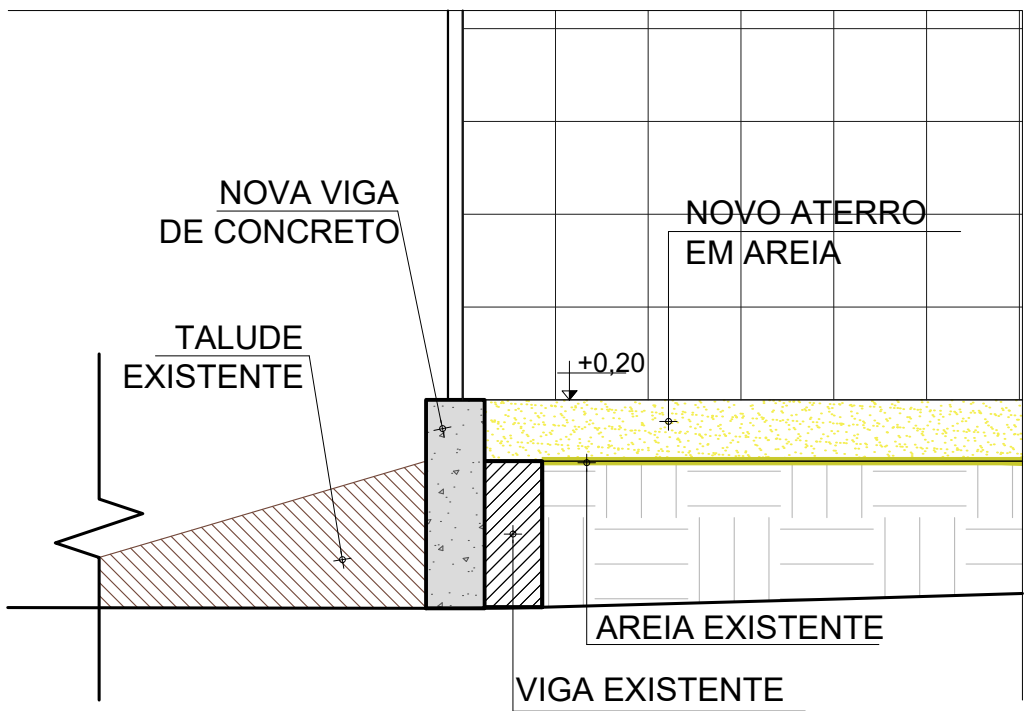 NOVA VIGA
DE CONCRETO
NOVO ATERRO
EM AREIA
TALUDE
EXISTENTE
+0,20
AREIA EXISTENTE
VIGA EXISTENTE